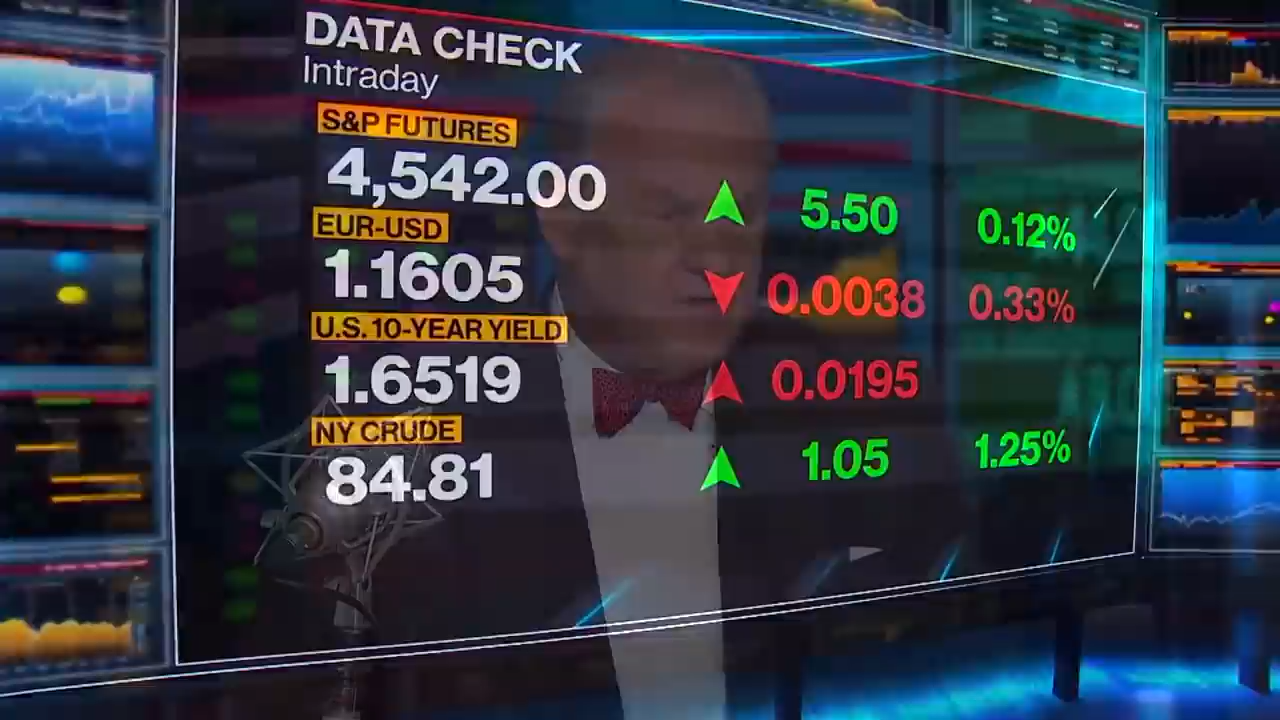 DATA CHECK
Intraday
S&P FUTURES
4,542.00 5.50 0.12%
EUR-USD
1.1605 0.0038 0.33%
U.S. 10-YEAR YIELD
1.6519 0.0195
NY CRUDE
84.81 1.05 1.25%